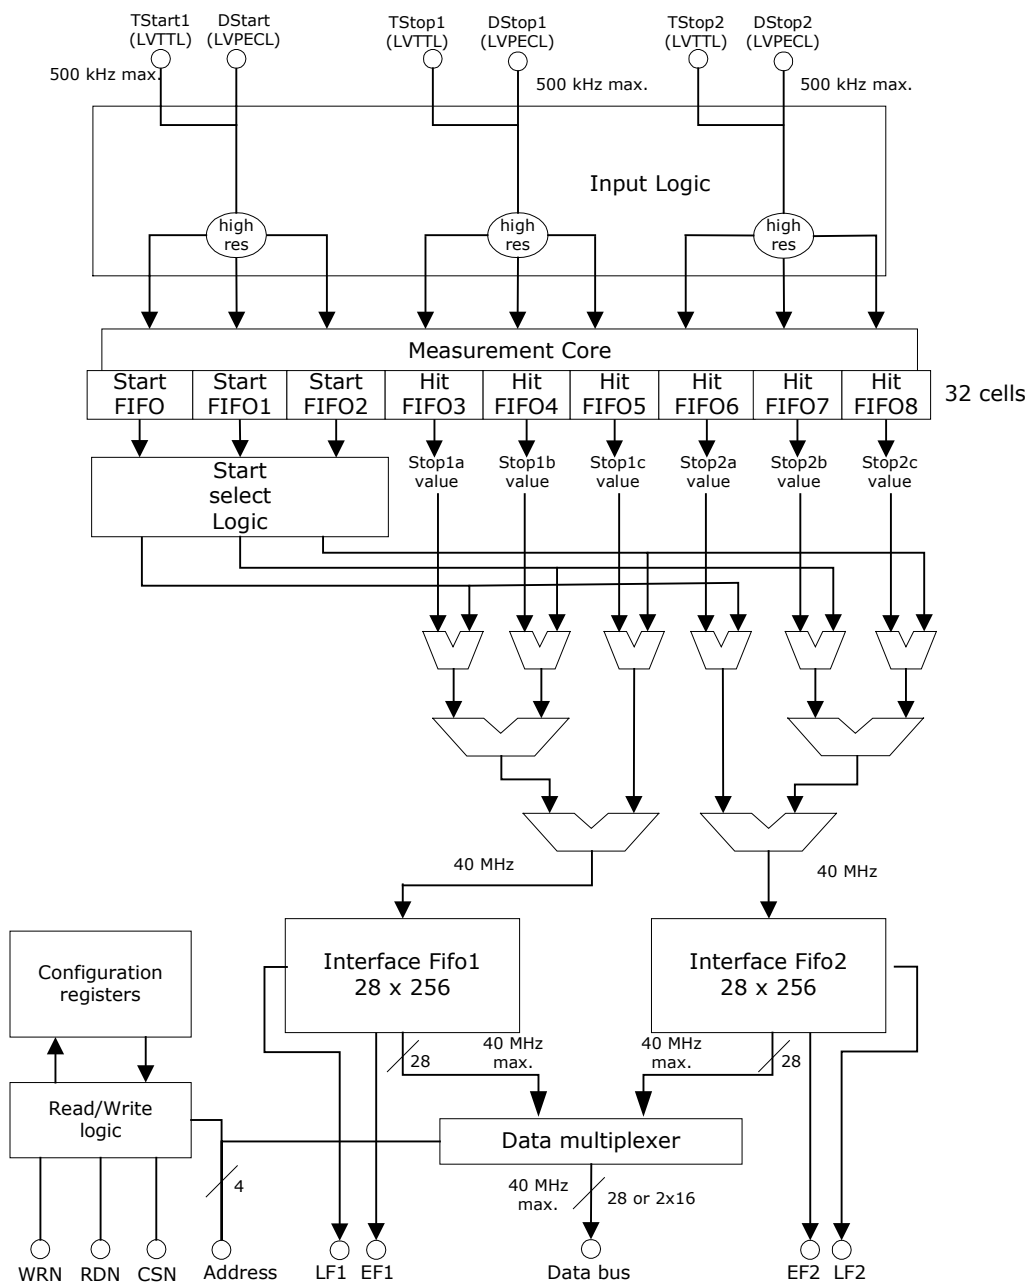 TStart1 DStart TStop1 DStop1 TStop2 DStop2
(LVTTL) (LVPECL) (LVTTL) (LVPECL) (LVTTL) (LVPECL)
500 kHz max. 500 kHz max. 500 kHz max.
Input Logic
high high high
res res res
Measurement Core
Start Start Start Hit Hit Hit Hit Hit Hit
FIFO FIFO1 FIFO2 FIFO3 FIFO4 FIFO5 FIFO6 FIFO7 FIFO8
32 cells
Start
select
Logic
Stop1a Stop1b Stop1c Stop2a Stop2b Stop2c
value value value value value value
40 MHz 40 MHz
Interface Fifo1
28 x 256
Interface Fifo2
28 x 256
Configuration
registers
28 40 MHz
max.
40 MHz
max. 28
Read/Write
logic
Data multiplexer
4
40 MHz
max.
28 or 2x16
WRN RDN CSN Address LF1 EF1 Data bus EF2 LF2